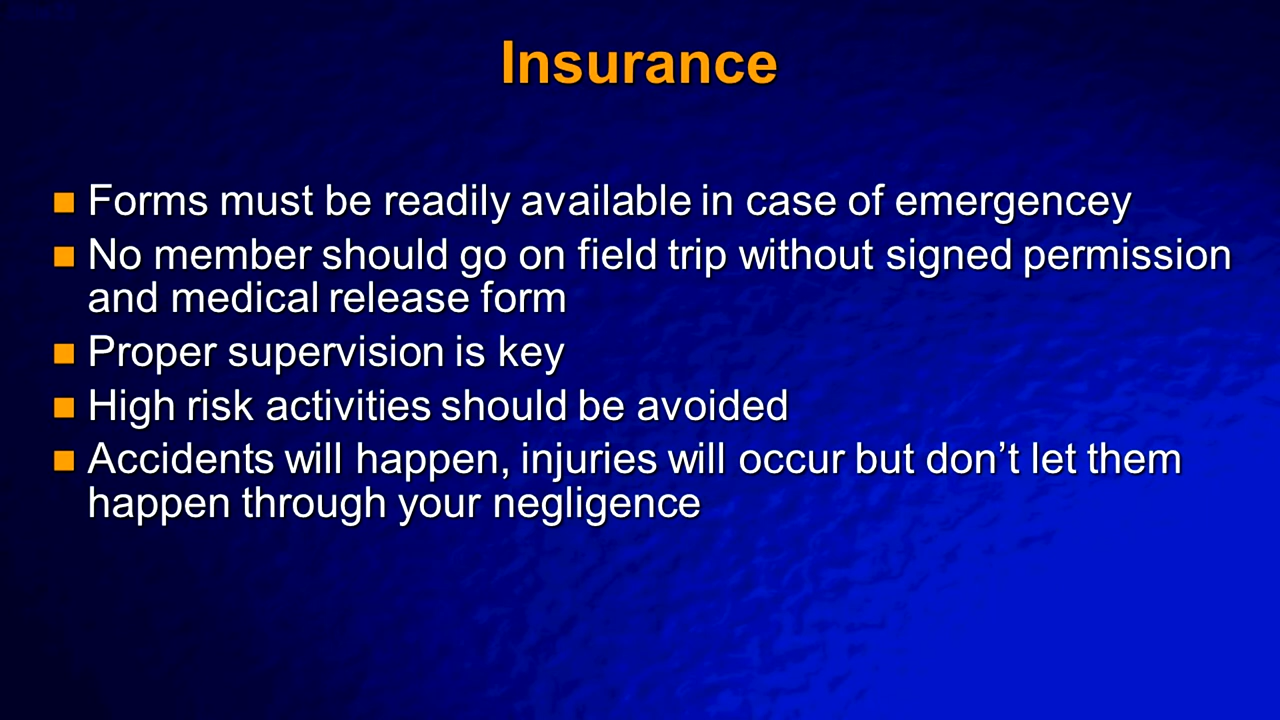 Insurance
Forms must be readily available in case of emergencey
No member should go on field trip without signed permission
and medical release form
Proper supervision is key
High risk activities should be avoided
Accidents will happen, injuries will occur but don’t let them
happen through your negligence